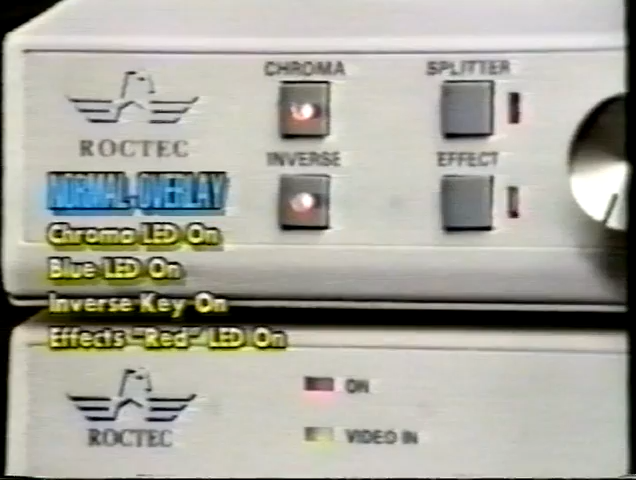 CHROMA SPLITTER
ROCTEC
INVERSE EFFECT
NORMAL-OVERLAY
Chroma LED On
Blue LED On
Inverse Key On
Effects "Red" LED On
ON
ROCTEC
VIDEO IN